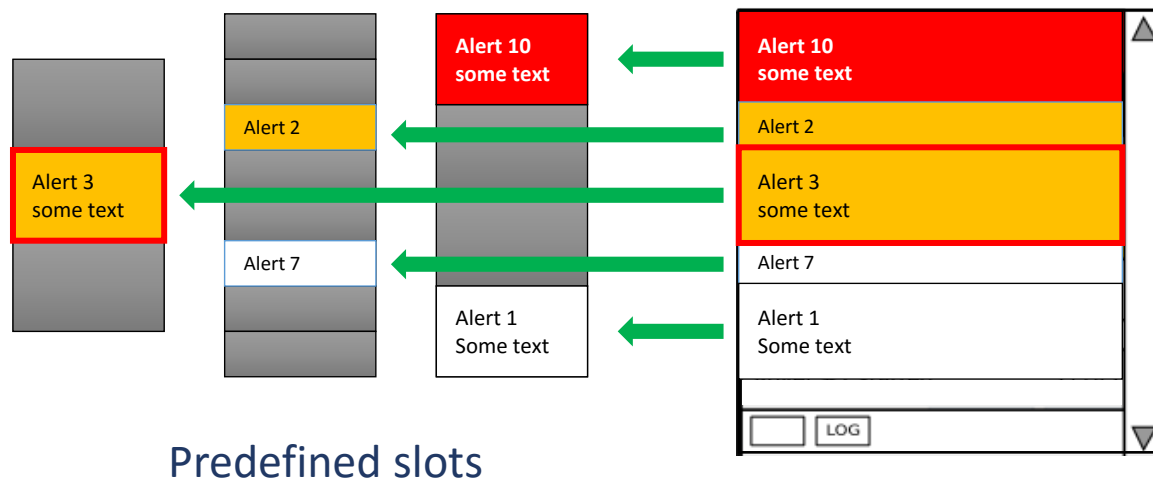 Alert 3
some text
Alert 2
Alert 7
Alert 10
some text
Alert 1
Some text
Alert 10
some text
Alert 2
Alert 3
some text
Alert 7
Alert 1
Some text
LOG
Predefined slots